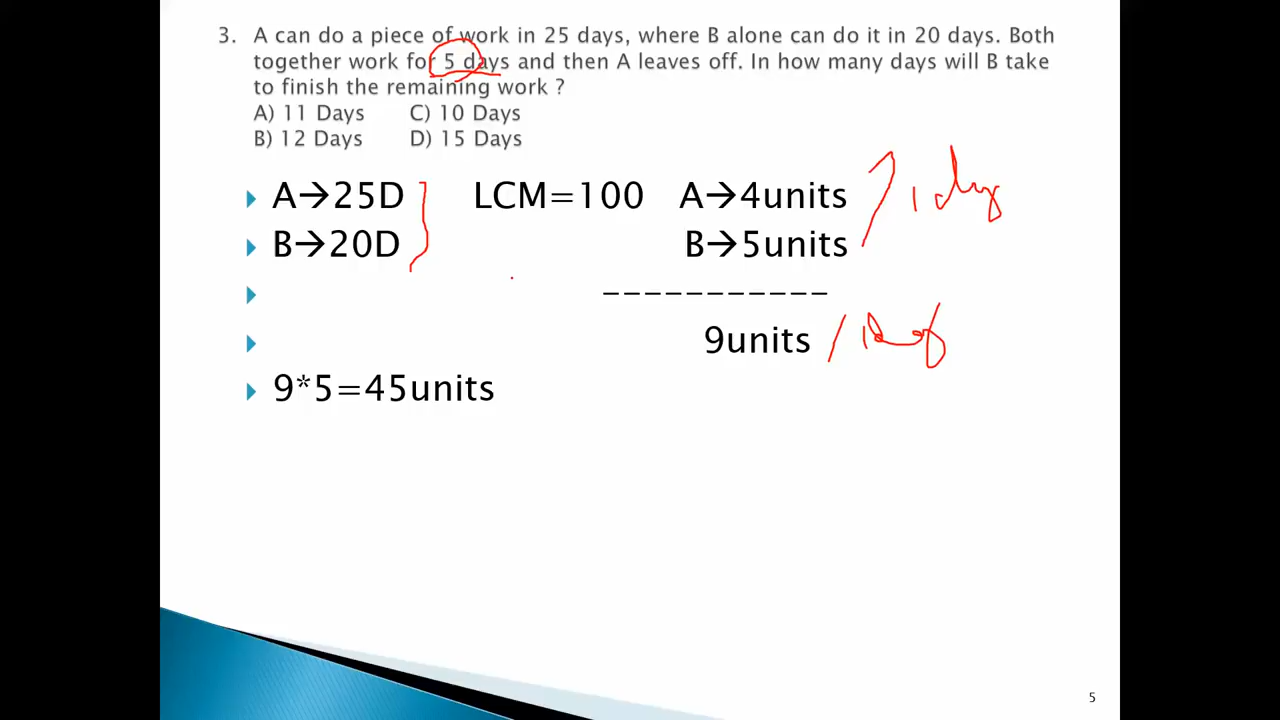 3. A can do a piece of work in 25 days, where B alone can do it in 20 days. Both
together work for 5 days and then A leaves off. In how many days will B take
to finish the remaining work ?
A) 11 Days C) 10 Days
B) 12 Days D) 15 Days
A→25D LCM=100 A→4units
B→20D B→5units
1 day
-----------
9units /
9*5=45units
5